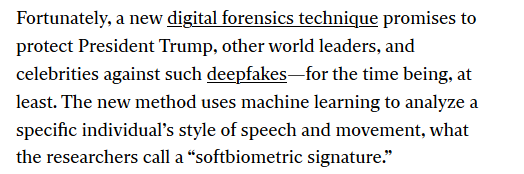 Fortunately, a new digital forensics technique promises to
protect President Trump, other world leaders, and
celebrities against such deepfakes—for the time being, at
least. The new method uses machine learning to analyze a
specific individual’s style of speech and movement, what
the researchers call a “softbiometric signature.”